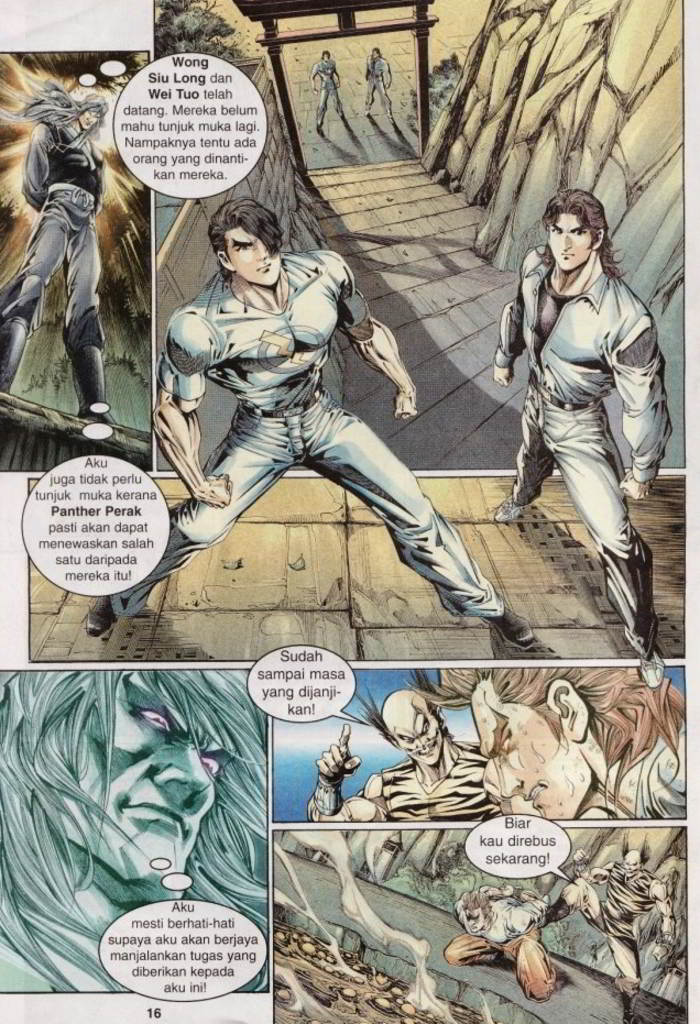 Wong
Siu Long dan
Wei Tuo telah
datang. Mereka belum
mahu tunjuk muka lagi.
Nampaknya tentu ada
orang yang dinanti-
kan mereka.
Aku
juga tidak perlu
tunjuk muka kerana
Panther Perak
pasti akan dapat
menewaskan salah
satu daripada
mereka itu!
Sudah
sampai masa
yang dijanji-
kan!
Aku
mesti berhati-hati
supaya aku akan berjaya
manjalankan tugas yang
diberikan kepada
aku ini!
Biar
kau direbus
sekarang!
16